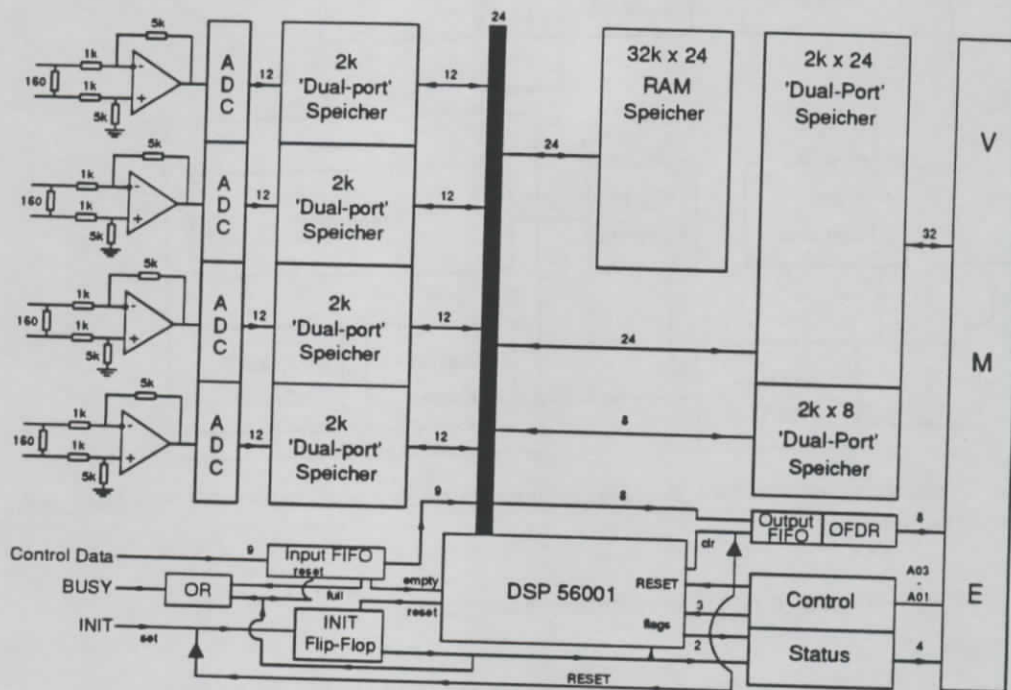 5k
1k
160
1k
5k
A
D
C
12
2k
'Dual-port'
Speicher
12
5k
1k
160
1k
5k
A
D
C
12
2k
'Dual-port'
Speicher
12
5k
1k
160
1k
5k
A
D
C
12
2k
'Dual-port'
Speicher
12
5k
1k
160
1k
5k
A
D
C
12
2k
'Dual-port'
Speicher
12
24
32k x 24
RAM
Speicher
24
2k x 24
'Dual-Port'
Speicher
32
24
2k x 8
'Dual-Port'
Speicher
8
V
M
E
9
8
Output
FIFO
OFDR
8
Control Data
9
Input FIFO
reset
empty
BUSY
OR
full
reset
INIT
set
INIT
Flip-Flop
DSP 56001
clr
RESET
3
flags
2
Control
A03
-
A01
Status
4
RESET